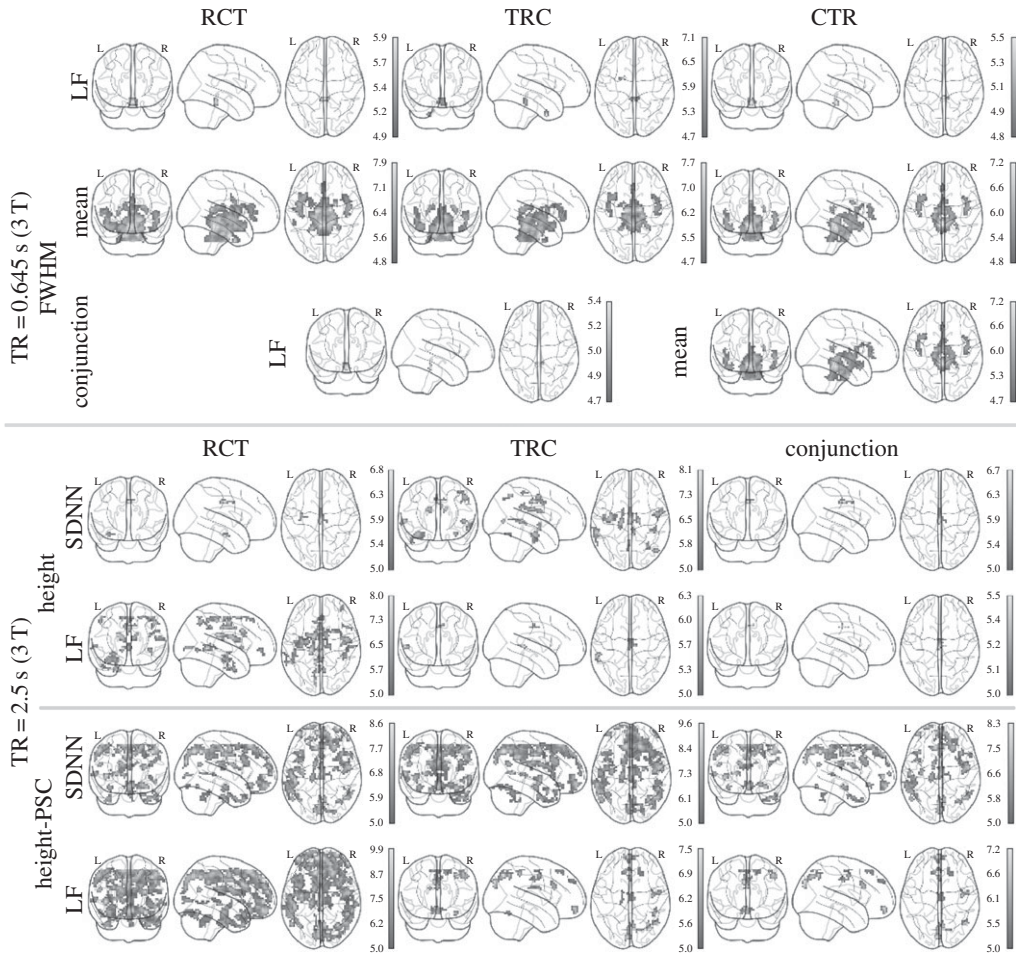 RCT TRC CTR
L R L R L R
LF
5.9 7.1 5.5
5.7 6.5 5.3
5.4 5.9 5.1
5.2 5.3 5.0
4.9 4.7 4.8
TR = 0.645 s (3 T)
FWHM
mean
L R L R L R
7.9 7.7 7.2
7.1 7.0 6.6
6.4 6.2 6.0
5.6 5.5 5.3
4.8 4.7 4.7
conjunction
LF mean
L R L R
5.4 7.2
5.2 6.6
5.0 6.0
4.9 5.3
4.7 4.7
RCT TRC conjunction
TR = 2.5 s (3 T)
height
SDNN
L R L R L R
6.8 8.1 6.7
6.3 7.3 6.3
5.9 6.5 5.9
5.4 5.8 5.4
5.0 5.0 5.0
LF
L R L R L R
8.0 6.3 5.5
7.3 6.0 5.4
6.5 5.7 5.2
5.7 5.3 5.1
5.0 5.0 5.0
height-PSC
SDNN
L R L R L R
8.6 9.6 8.3
7.7 8.4 7.5
6.8 7.3 6.6
5.9 6.1 5.8
5.0 5.0 5.0
LF
L R L R L R
9.9 7.5 7.2
8.7 6.9 6.6
7.5 6.2 6.1
6.2 5.6 5.5
5.0 5.0 5.0